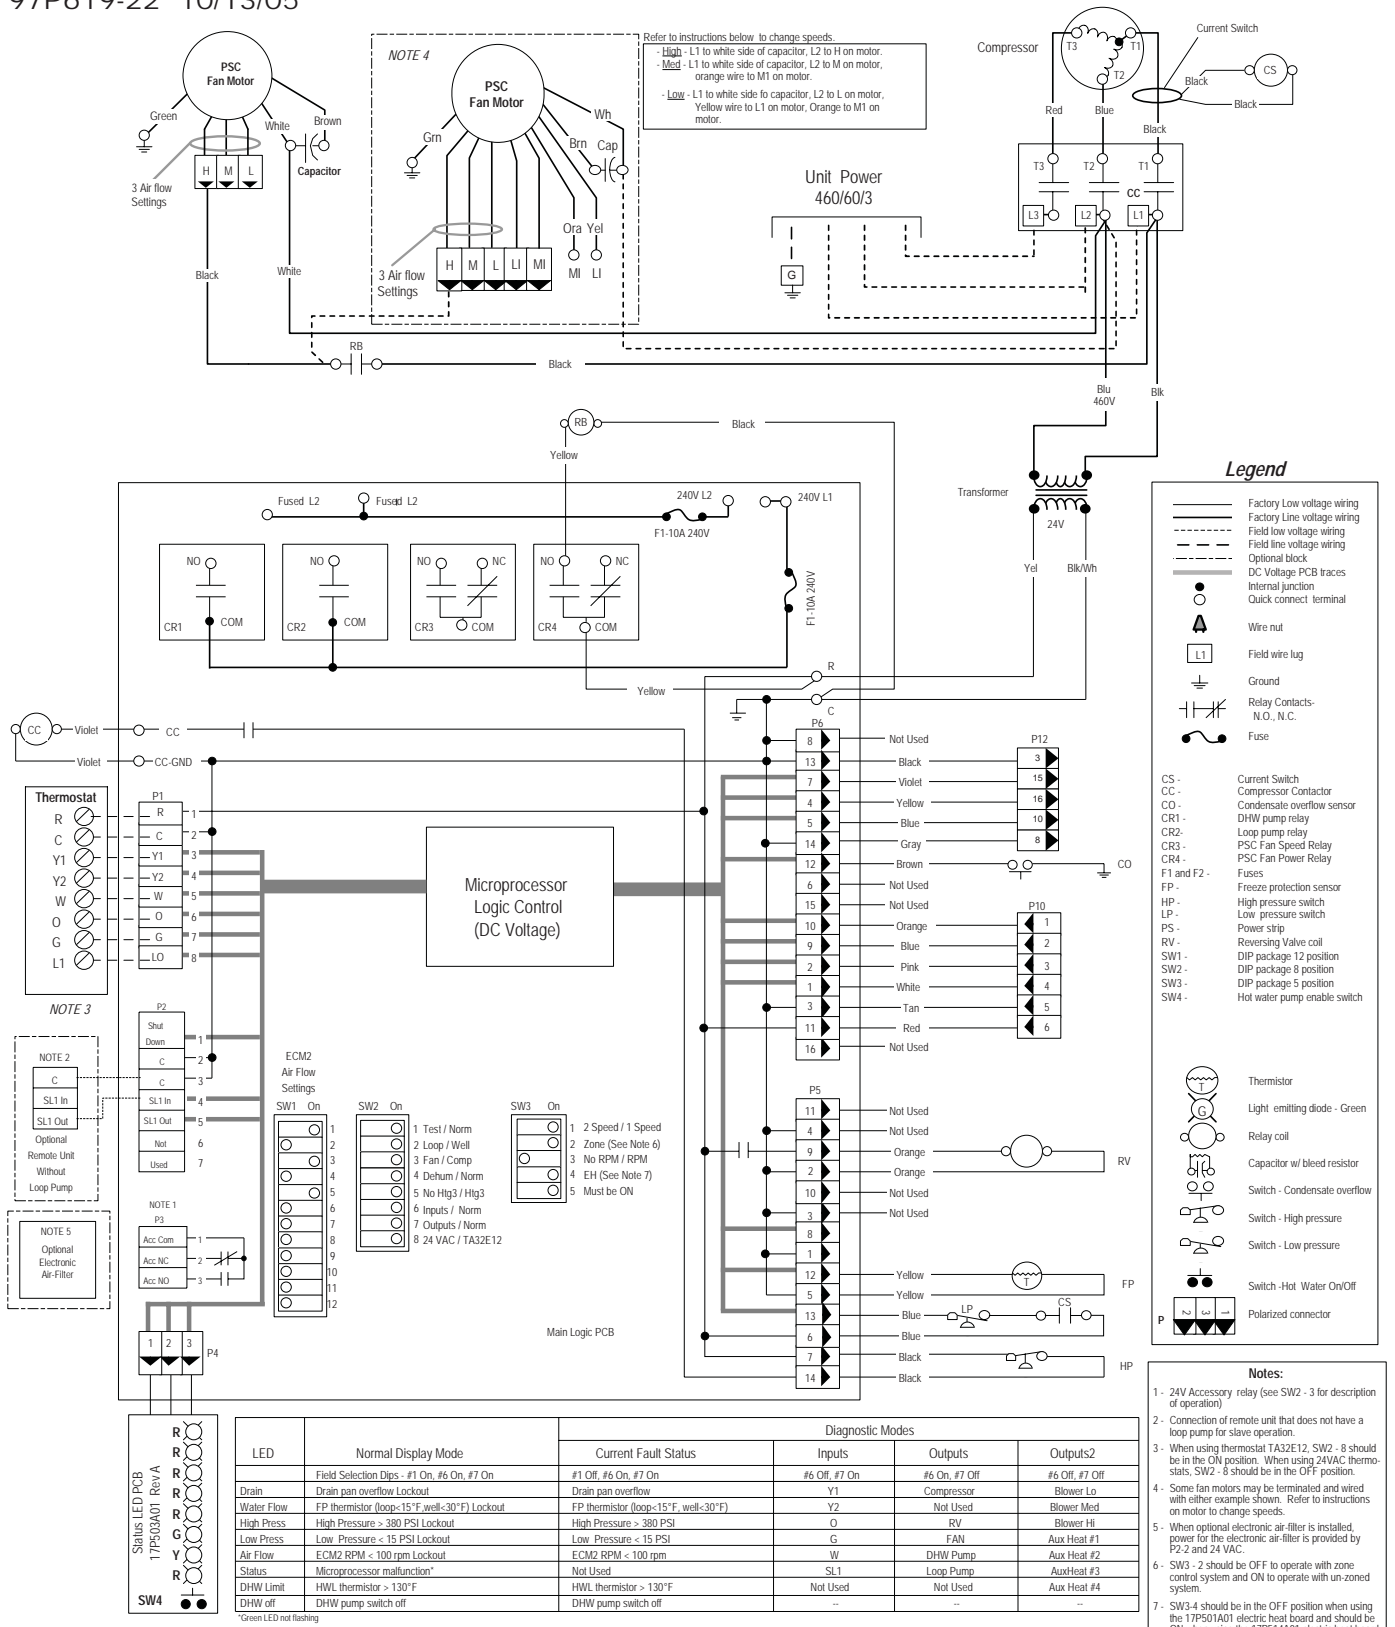 97P619-22 10/13/05
PSC
Fan Motor
Green
White
Brown
Capacitor
H M L
3 Air flow
Settings
Black
White
NOTE 4
PSC
Fan Motor
Grn
Wh
Brn Cap
Ora Yel
MI LI
H M L LI MI
3 Air flow
Settings
RB
Black
Refer to instructions below to change speeds.
- High - L1 to white side of capacitor, L2 to H on motor.
- Med - L1 to white side of capacitor, L2 to M on motor,
orange wire to M1 on motor.
- Low - L1 to white side fo capacitor, L2 to L on motor,
Yellow wire to L1 on motor, Orange to M1 on
motor.
Compressor
T3 T1
T2
Current Switch
Black
CS
Black
Red Blue
Black
T3 T2 T1
CC
L3 L2 L1
Unit Power
460/60/3
G
Blu
460V
Blk
Transformer
24V
Yel Blk/Wh
RB
Black
Yellow
Fused L2
Fused L2
240V L2
240V L1
F1-10A 240V
F1-10A 240V
NO
COM
CR1
NO
COM
CR2
NO NC
CR3 COM
NO NC
CR4 COM
Yellow
R
C
CC Violet CC
Violet CC-GND
Thermostat
R
C
Y1
Y2
W
O
G
L1
NOTE 3
P1
R 1
C 2
Y1 3
Y2 4
W 5
O 6
G 7
LO 8
Microprocessor
Logic Control
(DC Voltage)
P2
Shut
Down 1
C 2
C 3
SL1 In 4
SL1 Out 5
Not 6
Used 7
NOTE 2
C
SL1 In
SL1 Out
Optional
Remote Unit
Without
Loop Pump
NOTE 5
Optional
Electronic
Air-Filter
NOTE 1
P3
Acc Com 1
Acc NC 2
Acc NO 3
1 2 3 P4
ECM2
Air Flow
Settings
SW1 On
1
2
3
4
5
6
7
8
9
10
11
12
SW2 On
1 Test / Norm
2 Loop / Well
3 Fan / Comp
4 Dehum / Norm
5 No Htg3 / Htg3
6 Inputs / Norm
7 Outputs / Norm
8 24 VAC / TA32E12
SW3 On
1 2 Speed / 1 Speed
2 Zone (See Note 6)
3 No RPM / RPM
4 EH (See Note 7)
5 Must be ON
Main Logic PCB
P6
8 Not Used
13 Black
7 Violet
4 Yellow
5 Blue
14 Gray
12 Brown
6 Not Used
15 Not Used
10 Orange
9 Blue
2 Pink
1 White
3 Tan
11 Red
16 Not Used
P12
3
15
16
10
8
CO
P10
1
2
3
4
5
6
P5
11 Not Used
4 Not Used
9 Orange
2 Orange
10 Not Used
3 Not Used
8
1
12 Yellow
5 Yellow
13 Blue
6 Blue
7 Black
14 Black
RV
T
FP
LP
CS
HP
Legend
Factory Low voltage wiring
Factory Line voltage wiring
Field low voltage wiring
Field line voltage wiring
Optional block
DC Voltage PCB traces
Internal junction
Quick connect terminal
Wire nut
L1 Field wire lug
Ground
Relay Contacts-
N.O., N.C.
Fuse
CS - Current Switch
CC - Compressor Contactor
CO - Condensate overflow sensor
CR1 - DHW pump relay
CR2- Loop pump relay
CR3 - PSC Fan Speed Relay
CR4 - PSC Fan Power Relay
F1 and F2 - Fuses
FP - Freeze protection sensor
HP - High pressure switch
LP - Low pressure switch
PS - Power strip
RV - Reversing Valve coil
SW1 - DIP package 12 position
SW2 - DIP package 8 position
SW3 - DIP package 5 position
SW4 - Hot water pump enable switch
T Thermistor
G Light emitting diode - Green
Relay coil
Capacitor w/ bleed resistor
Switch - Condensate overflow
Switch - High pressure
Switch - Low pressure
Switch -Hot Water On/Off
P 2 3 1 Polarized connector
Notes:
1 - 24V Accessory relay (see SW2 - 3 for description
of operation)
2 - Connection of remote unit that does not have a
loop pump for slave operation.
3 - When using thermostat TA32E12, SW2 - 8 should
be in the ON position. When using 24VAC thermo-
stats, SW2 - 8 should be in the OFF position.
4 - Some fan motors may be terminated and wired
with either example shown. Refer to instructions
on motor to change speeds.
5 - When optional electronic air-filter is installed,
power for the electronic air-filter is provided by
P2-2 and 24 VAC.
6 - SW3 - 2 should be OFF to operate with zone
control system and ON to operate with un-zoned
system.
7 - SW3-4 should be in the OFF position when using
the 17P501A01 electric heat board and should be
Status LED PCB
17P503A01 Rev A
R
R
R
R
R
G
Y
R
SW4
Diagnostic Modes
LED Normal Display Mode Current Fault Status Inputs Outputs Outputs2
Field Selection Dips - #1 On, #6 On, #7 On #1 Off, #6 On, #7 On #6 Off, #7 On #6 On, #7 Off #6 Off, #7 Off
Drain Drain pan overflow Lockout Drain pan overflow Y1 Compressor Blower Lo
Water Flow FP thermistor (loop<15°F,well<30°F) Lockout FP thermistor (loop<15°F, well<30°F) Y2 Not Used Blower Med
High Press High Pressure > 380 PSI Lockout High Pressure > 380 PSI O RV Blower Hi
Low Press Low Pressure < 15 PSI Lockout Low Pressure < 15 PSI G FAN Aux Heat #1
Air Flow ECM2 RPM < 100 rpm Lockout ECM2 RPM < 100 rpm W DHW Pump Aux Heat #2
Status Microprocessor malfunction* Not Used SL1 Loop Pump AuxHeat #3
DHW Limit HWL thermistor > 130°F HWL thermistor > 130°F Not Used Not Used Aux Heat #4
DHW off DHW pump switch off DHW pump switch off -- -- --
*Green LED not flashing